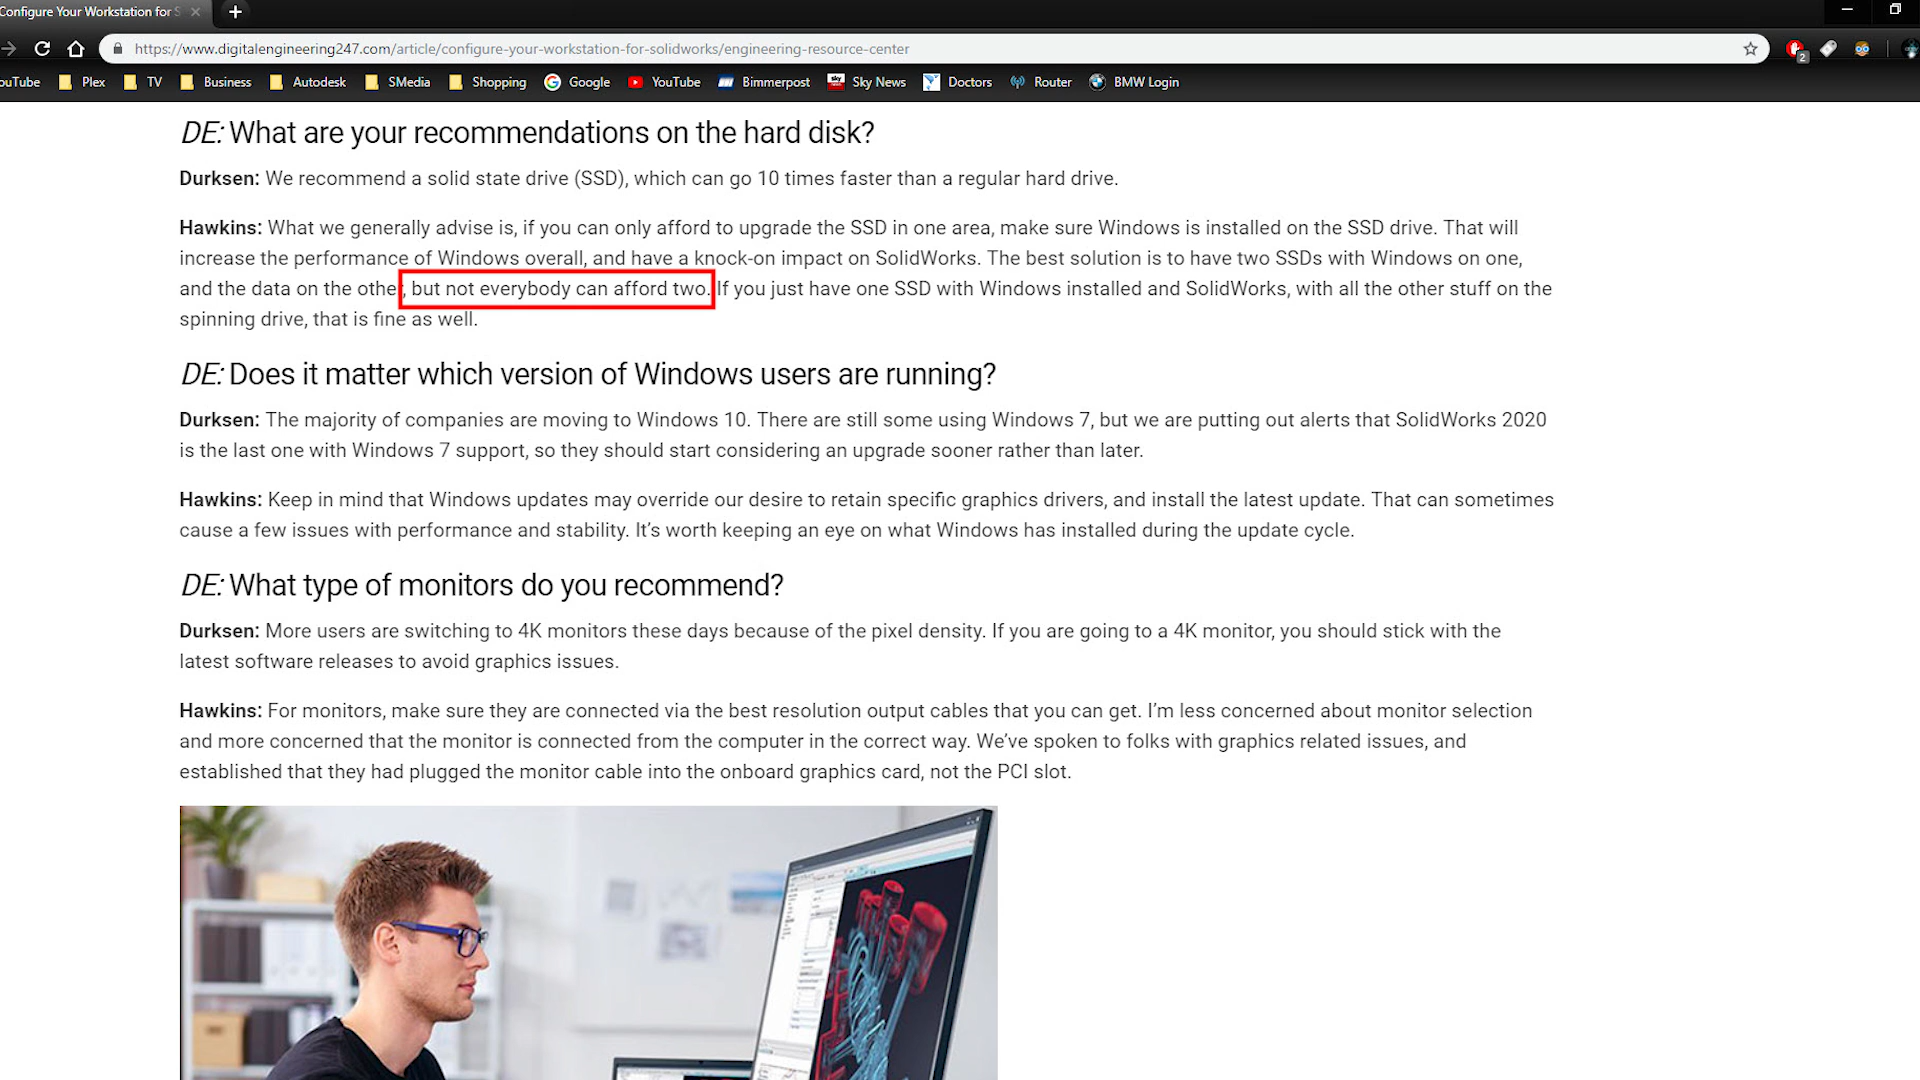 Configure Your Workstation for S
https://www.digitalengineering247.com/article/configure-your-workstation-for-solidworks/engineering-resource-center
2
ouTube Plex TV Business Autodesk SMedia Shopping Google YouTube Bimmerpost Sky News Doctors Router BMW Login
DE: What are your recommendations on the hard disk?
Durksen: We recommend a solid state drive (SSD), which can go 10 times faster than a regular hard drive.
Hawkins: What we generally advise is, if you can only afford to upgrade the SSD in one area, make sure Windows is installed on the SSD drive. That will
increase the performance of Windows overall, and have a knock-on impact on SolidWorks. The best solution is to have two SSDs with Windows on one,
and the data on the other, but not everybody can afford two. If you just have one SSD with Windows installed and SolidWorks, with all the other stuff on the
spinning drive, that is fine as well.
DE: Does it matter which version of Windows users are running?
Durksen: The majority of companies are moving to Windows 10. There are still some using Windows 7, but we are putting out alerts that SolidWorks 2020
is the last one with Windows 7 support, so they should start considering an upgrade sooner rather than later.
Hawkins: Keep in mind that Windows updates may override our desire to retain specific graphics drivers, and install the latest update. That can sometimes
cause a few issues with performance and stability. It’s worth keeping an eye on what Windows has installed during the update cycle.
DE: What type of monitors do you recommend?
Durksen: More users are switching to 4K monitors these days because of the pixel density. If you are going to a 4K monitor, you should stick with the
latest software releases to avoid graphics issues.
Hawkins: For monitors, make sure they are connected via the best resolution output cables that you can get. I’m less concerned about monitor selection
and more concerned that the monitor is connected from the computer in the correct way. We’ve spoken to folks with graphics related issues, and
established that they had plugged the monitor cable into the onboard graphics card, not the PCI slot.